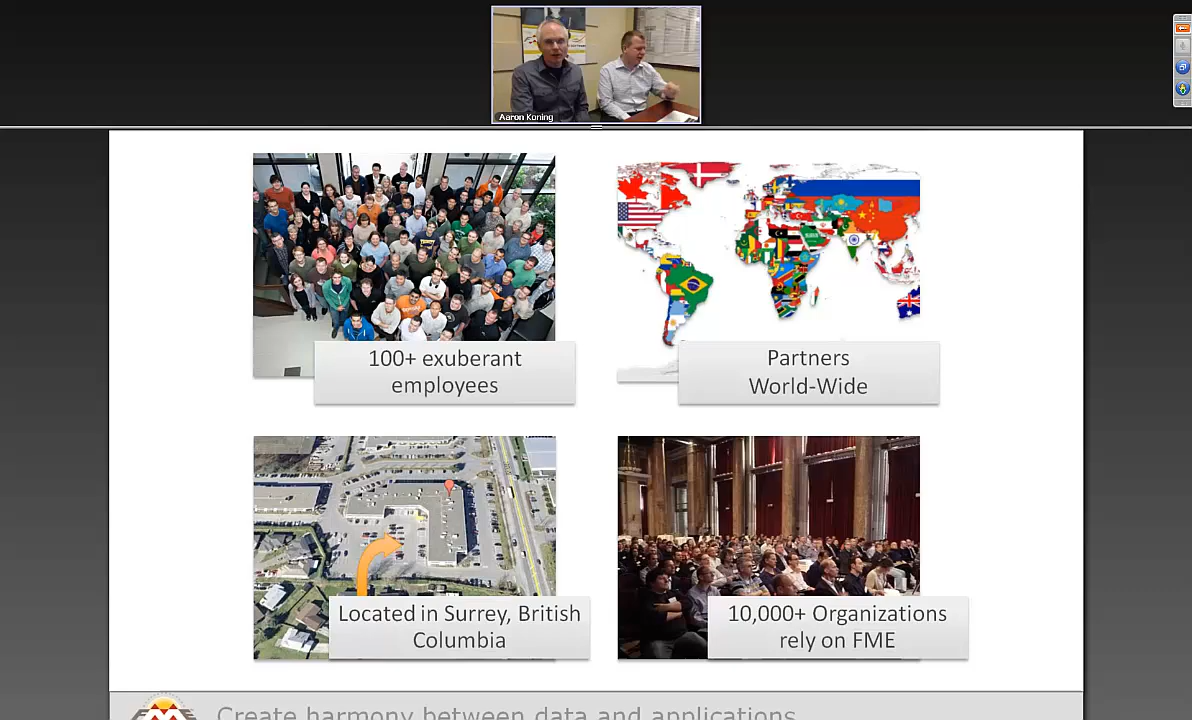 Aaron Koning
100+ exuberant
employees
Partners
World-Wide
Located in Surrey, British
Columbia
10,000+ Organizations
rely on FME
FME
Create harmony between data and applications